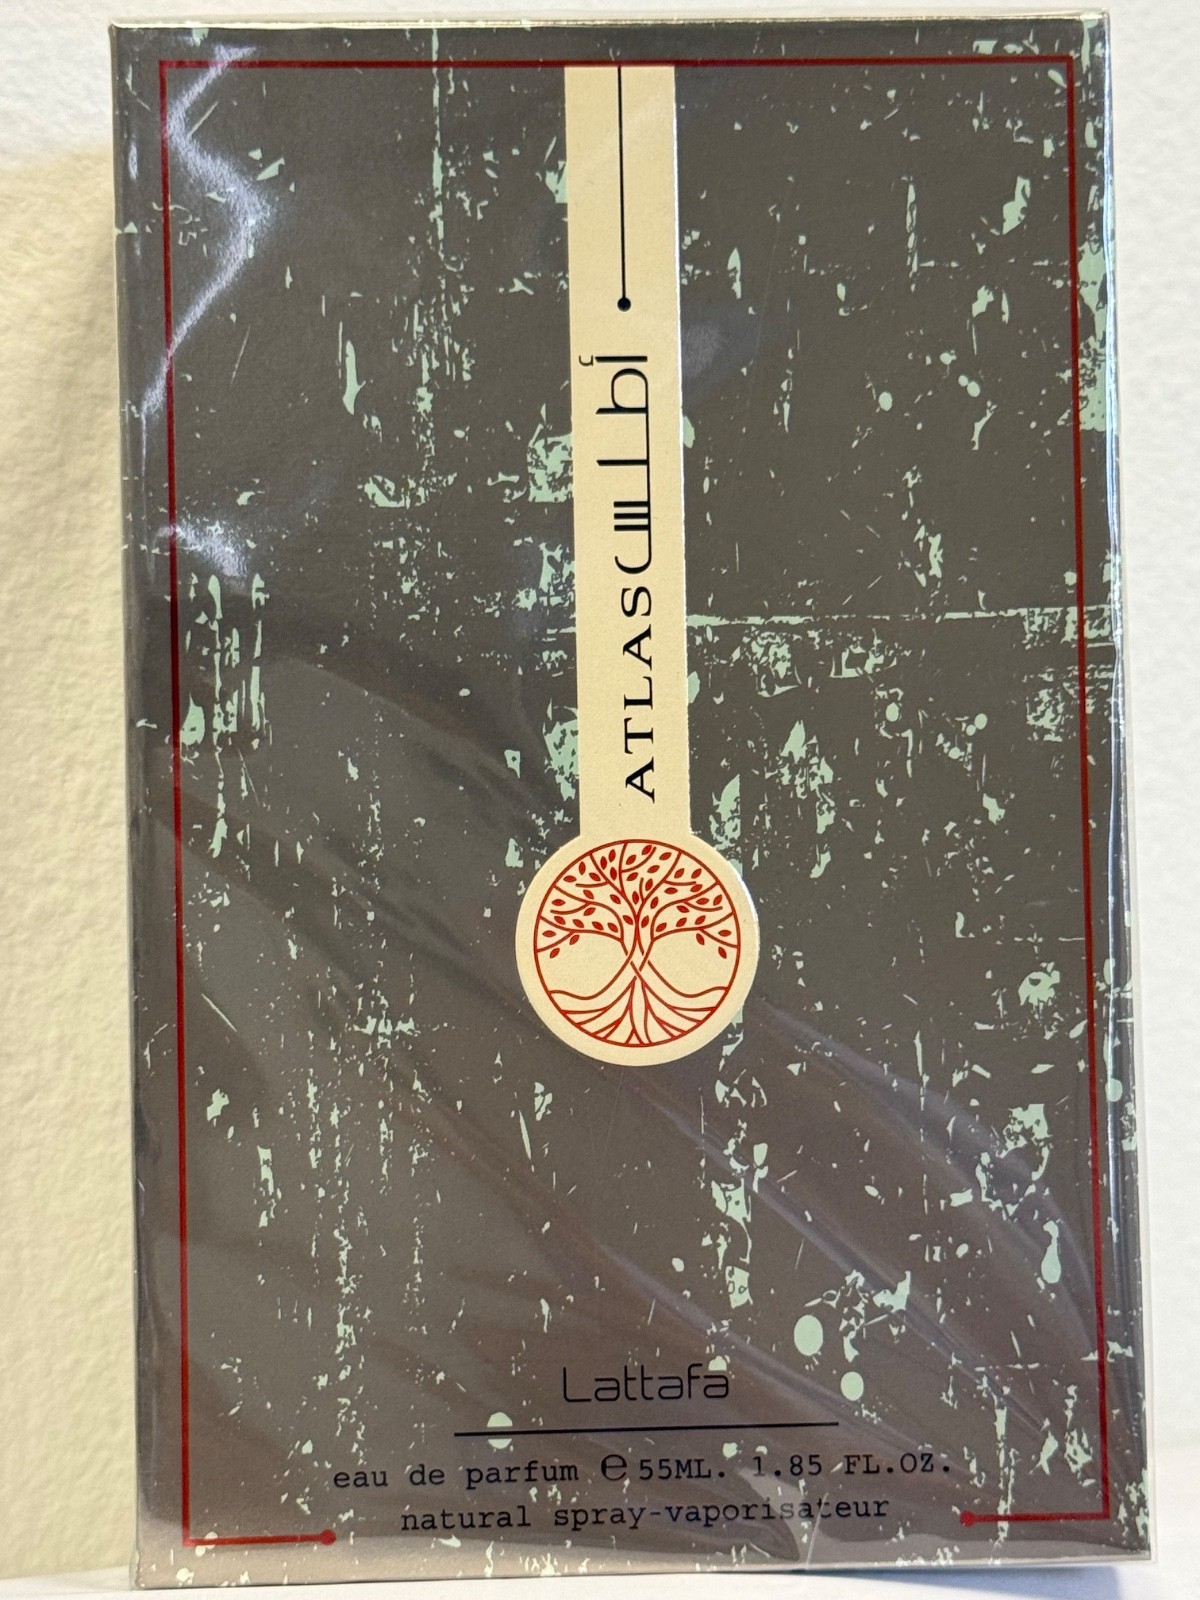 أطلس
ATLAS
Lattafa
eau de parfum ℮ 55ML. 1.85 FL.OZ.
natural spray-vaporisateur